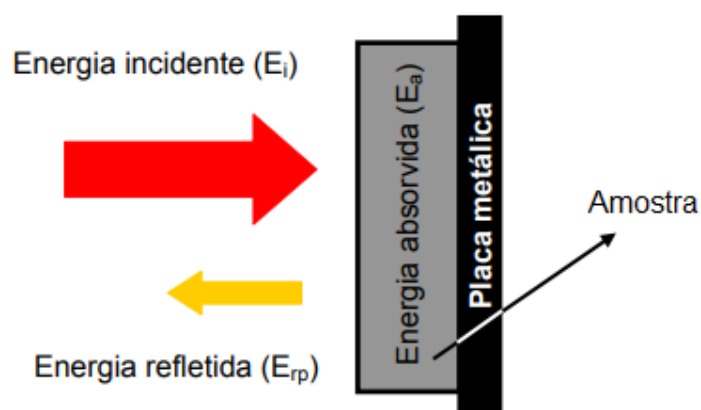 Energia incidente (Ei)
Energia absorvida (Ea)
Placa metálica
Amostra
Energia refletida (Erp)